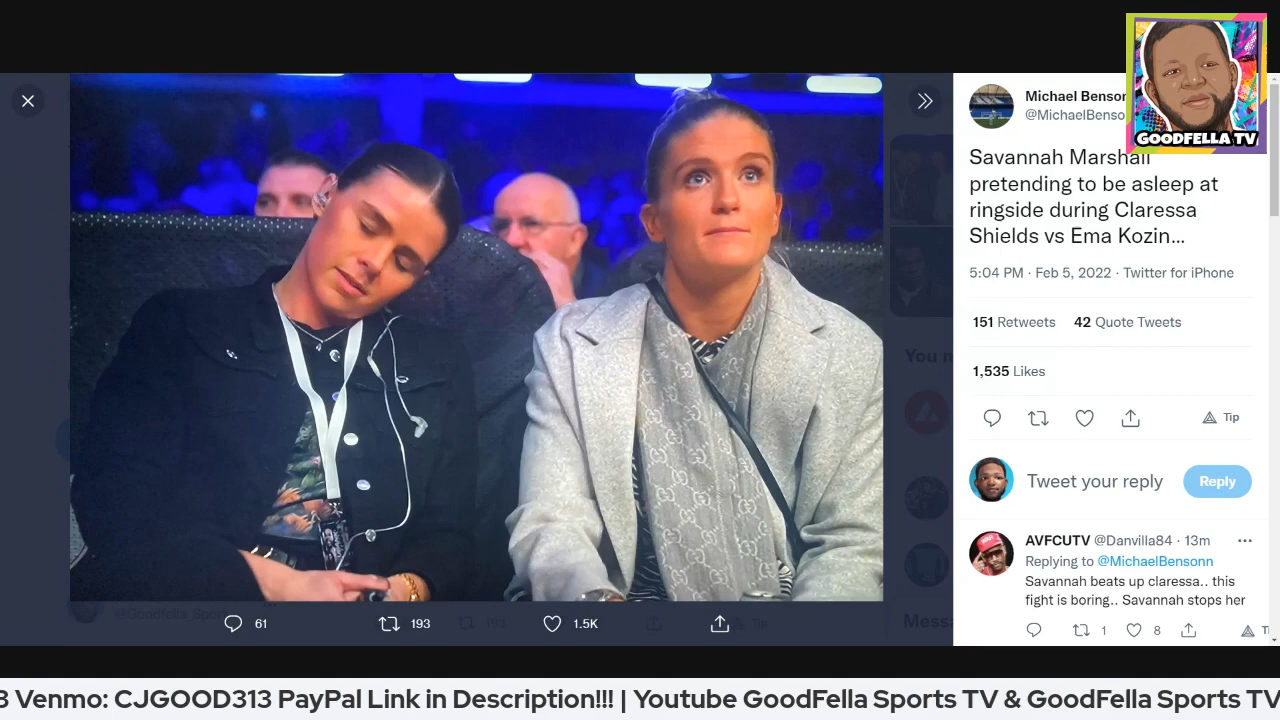 Michael Benson
@MichaelBenso
GOODFELLA TV
Savannah Marshall
pretending to be asleep at
ringside during Claressa
Shields vs Ema Kozin...
5:04 PM · Feb 5, 2022 · Twitter for iPhone
151 Retweets 42 Quote Tweets
1,535 Likes
Tip
Tweet your reply
Reply
AVFCUTV @Danvilla84 · 13m
Replying to @MichaelBensonn
Savannah beats up claressa.. this
fight is boring.. Savannah stops her
1 8
61 193 1.5K
B Venmo: CJGOOD313 PayPal Link in Description!!! | Youtube GoodFella Sports TV & GoodFella Sports TV